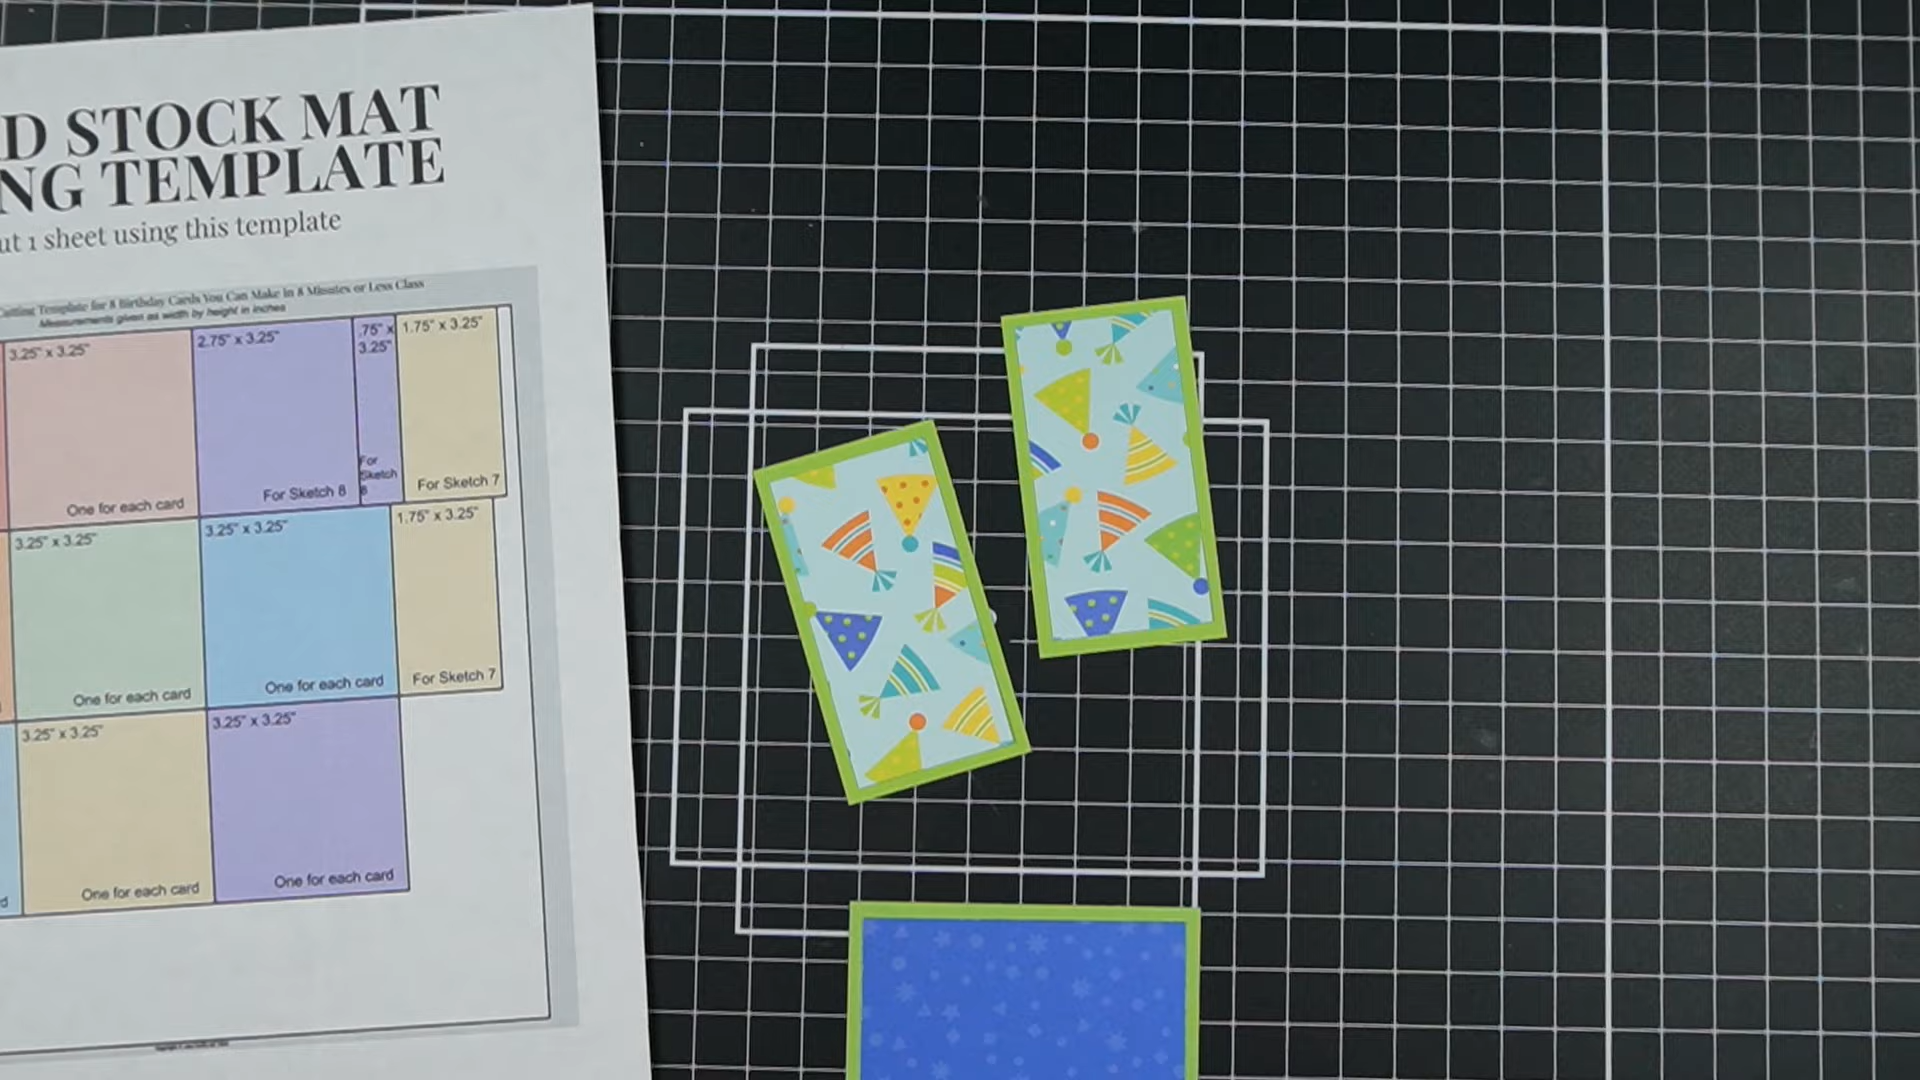 D STOCK MAT
NG TEMPLATE
ut 1 sheet using this template
Cutting Template for 8 Birthday Cards You Can Make in 8 Minutes or Less Class
Measurements given as width by height in inches
3.25" x 3.25"
One for each card
2.75" x 3.25"
For Sketch 8
.75" x
3.25"
For
Sketch
8
1.75" x 3.25"
For Sketch 7
3.25" x 3.25"
One for each card
3.25" x 3.25"
One for each card
1.75" x 3.25"
For Sketch 7
d
3.25" x 3.25"
One for each card
3.25" x 3.25"
One for each card